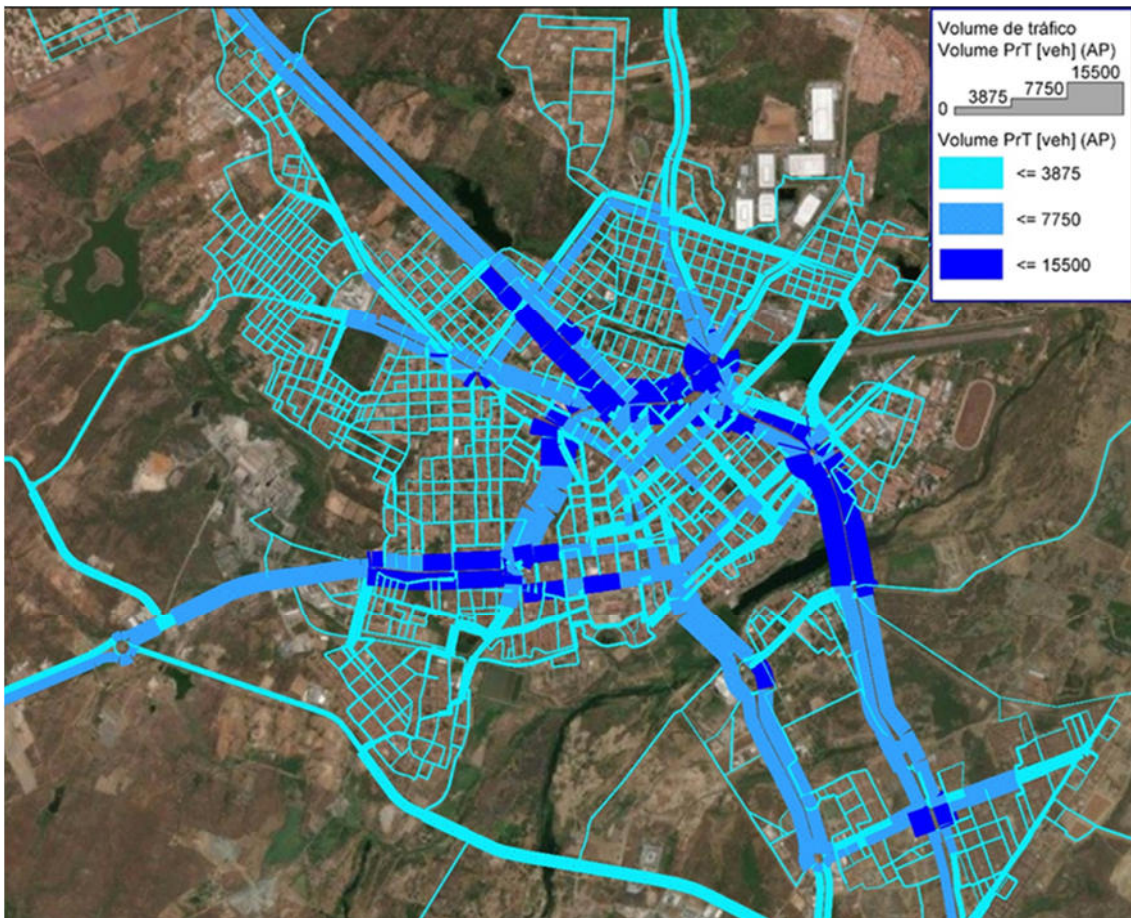 Volume de tráfico
Volume PrT [veh] (AP)
15500
7750
3875
0
Volume PrT [veh] (AP)
<= 3875
<= 7750
<= 15500